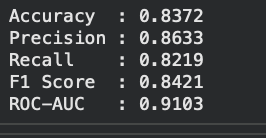 Accuracy  : 0.8372
Precision : 0.8633
Recall    : 0.8219
F1 Score  : 0.8421
ROC-AUC   : 0.9103